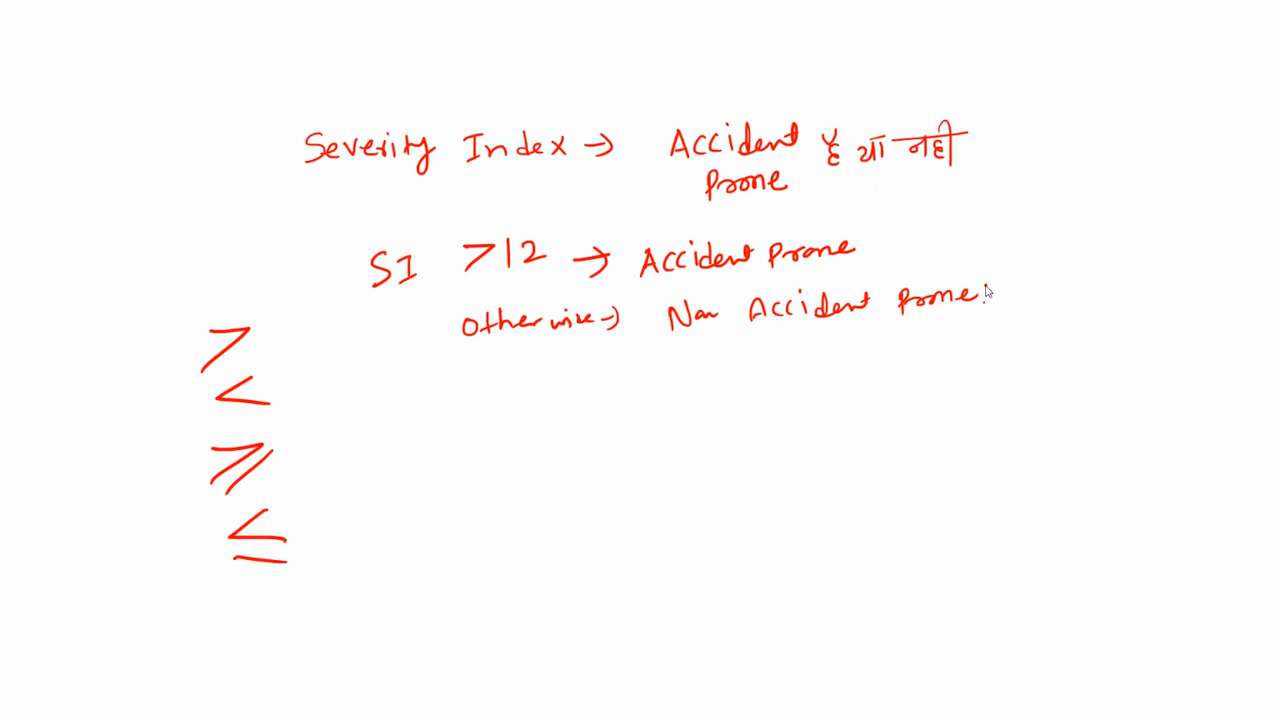 Severity Index → Accident है या नही
Prone
SI >12 → Accident Prone
Otherwise → Non Accident Prone.
>
<
≥
≤